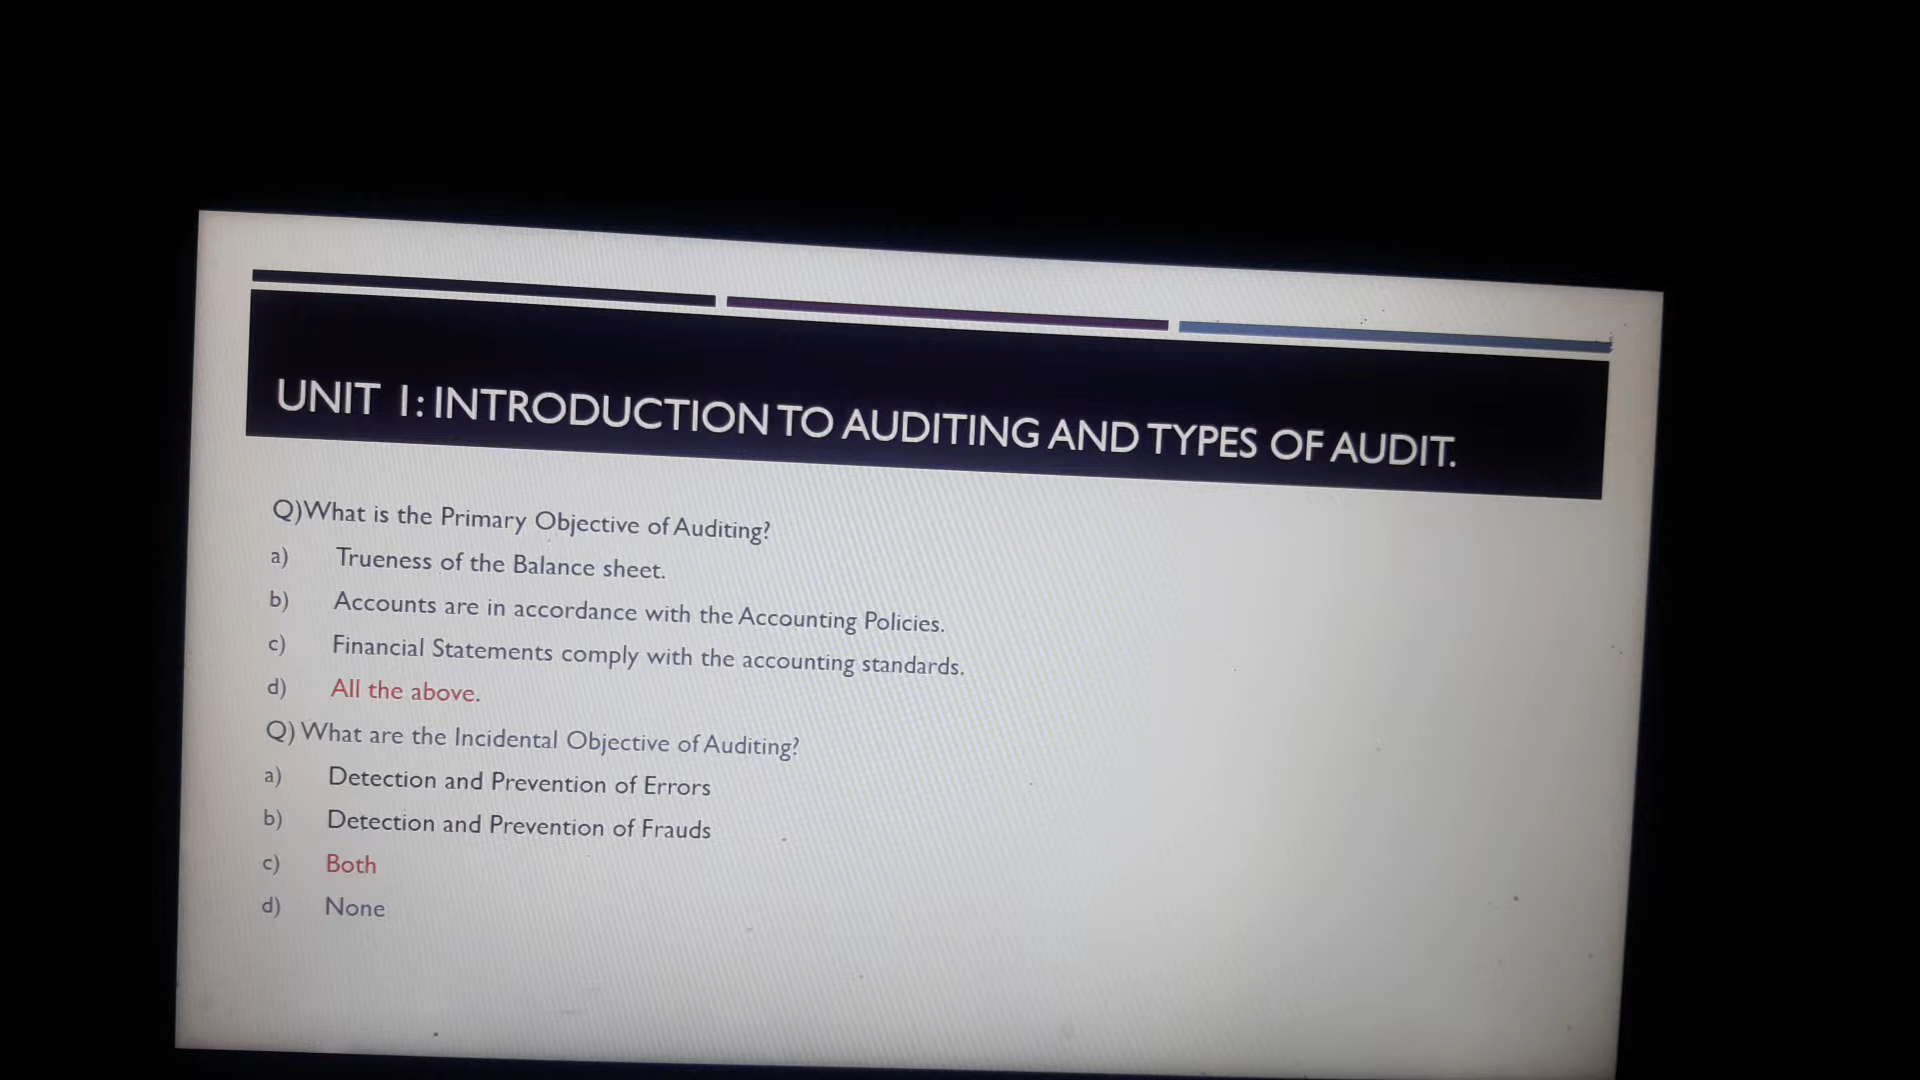 UNIT 1: INTRODUCTION TO AUDITING AND TYPES OF AUDIT.
Q)What is the Primary Objective of Auditing?
a) Trueness of the Balance sheet.
b) Accounts are in accordance with the Accounting Policies.
c) Financial Statements comply with the accounting standards.
d) All the above.
Q) What are the Incidental Objective of Auditing?
a) Detection and Prevention of Errors
b) Detection and Prevention of Frauds
c) Both
d) None